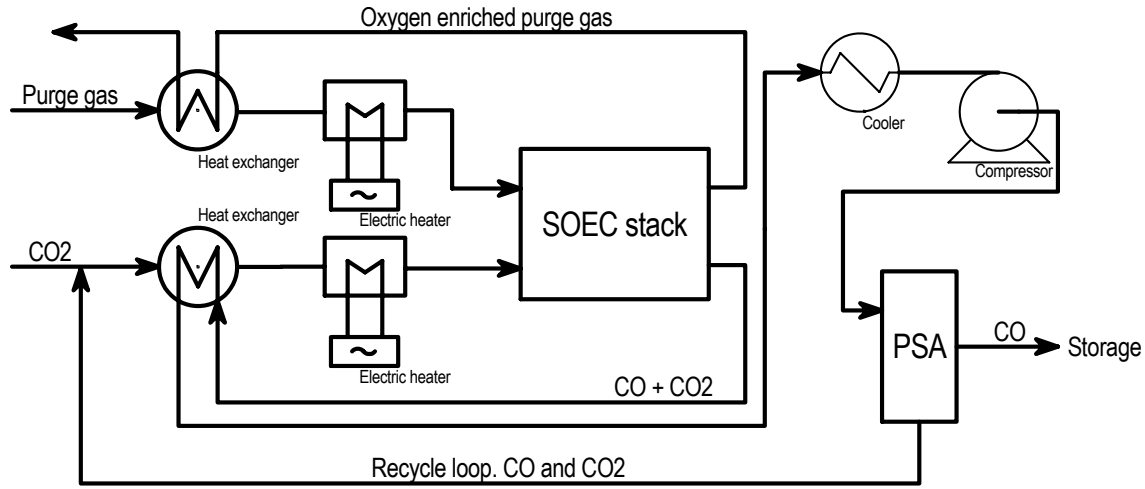 Oxygen enriched purge gas
Purge gas
Heat exchanger
Electric heater
Cooler
Compressor
Heat exchanger
CO2
SOEC stack
Electric heater
CO + CO2
PSA
CO
Storage
Recycle loop. CO and CO2